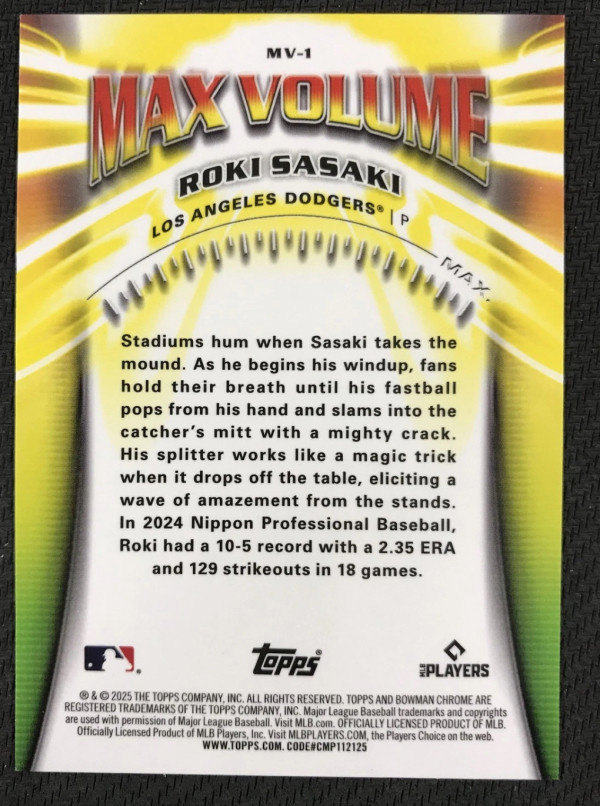 MV-1
MAX VOLUME
ROKI SASAKI
LOS ANGELES DODGERS® | P
MAX.
Stadiums hum when Sasaki takes the
mound. As he begins his windup, fans
hold their breath until his fastball
pops from his hand and slams into the
catcher's mitt with a mighty crack.
His splitter works like a magic trick
when it drops off the table, eliciting a
wave of amazement from the stands.
In 2024 Nippon Professional Baseball,
Roki had a 10-5 record with a 2.35 ERA
and 129 strikeouts in 18 games.
topps®
MLB PLAYERS
® & © 2025 THE TOPPS COMPANY, INC. ALL RIGHTS RESERVED. TOPPS AND BOWMAN CHROME ARE
REGISTERED TRADEMARKS OF THE TOPPS COMPANY, INC. Major League Baseball trademarks and copyrights
are used with permission of Major League Baseball. Visit MLB.com. OFFICIALLY LICENSED PRODUCT OF MLB.
Officially Licensed Product of MLB Players, Inc. Visit MLBPLAYERS.COM, the Players Choice on the web.
WWW.TOPPS.COM. CODE#CMP112125